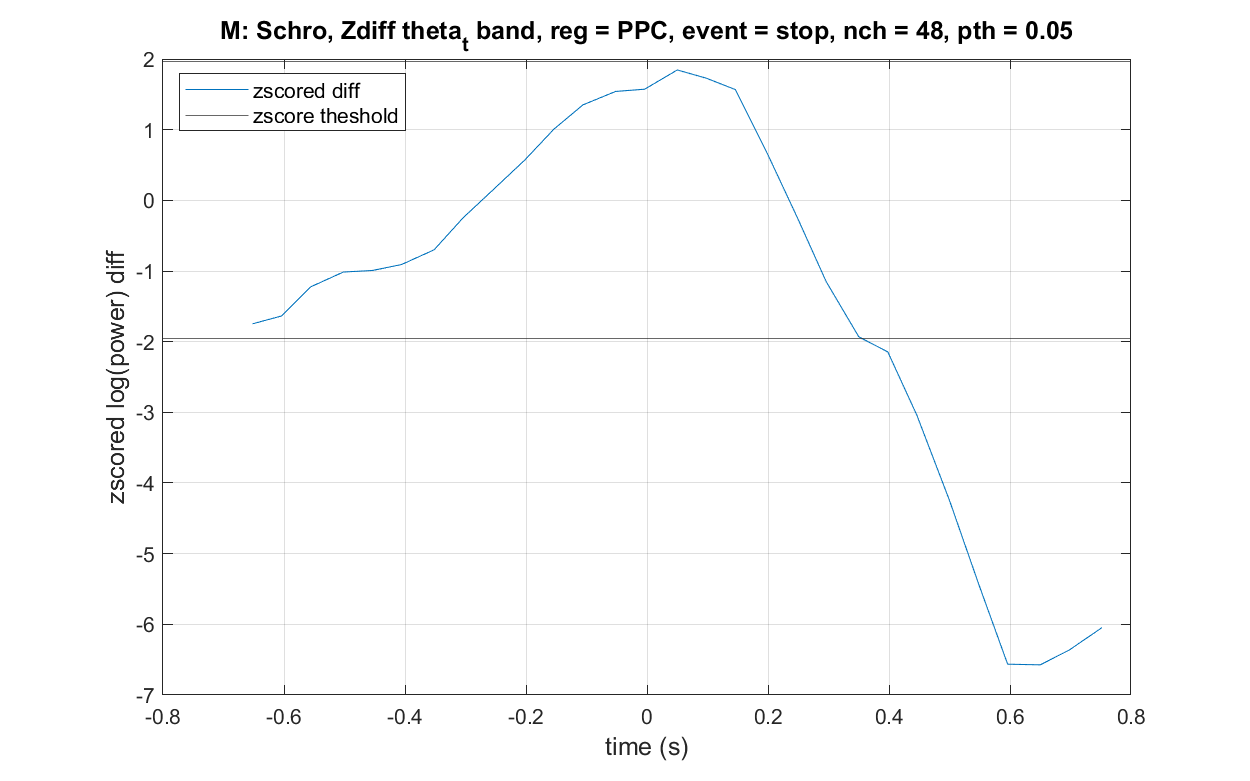 M: Schro, Zdiff theta_t band, reg = PPC, event = stop, nch = 48, pth = 0.05
zscored diff
zscore theshold
zscored log(power) diff
2
1
0
-1
-2
-3
-4
-5
-6
-7
-0.8 -0.6 -0.4 -0.2 0 0.2 0.4 0.6 0.8
time (s)